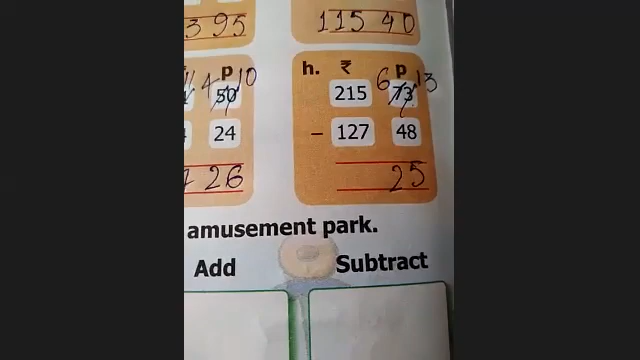 395
115 40
p 10
4 50
24
26
h. ₹ p
6 13
215 73
- 127 48
25
amusement park.
Add Subtract